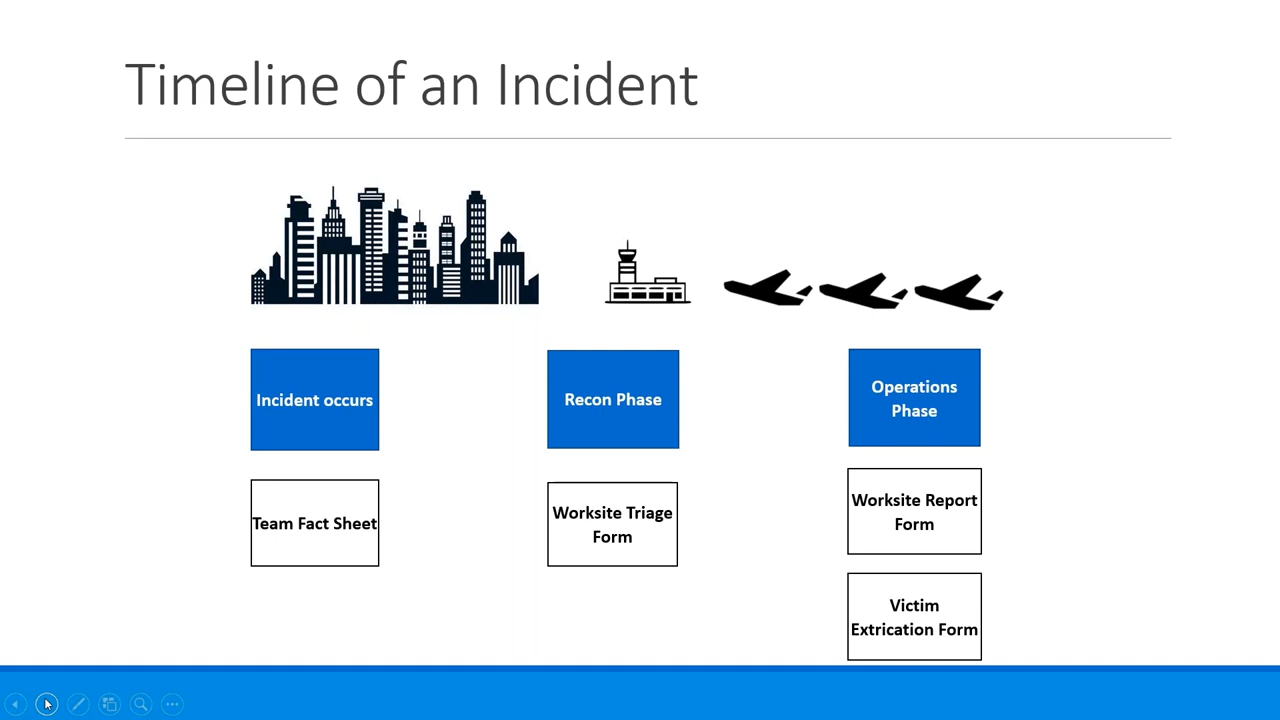 Timeline of an Incident
Incident occurs
Recon Phase
Operations
Phase
Team Fact Sheet
Worksite Triage
Form
Worksite Report
Form
Victim
Extrication Form